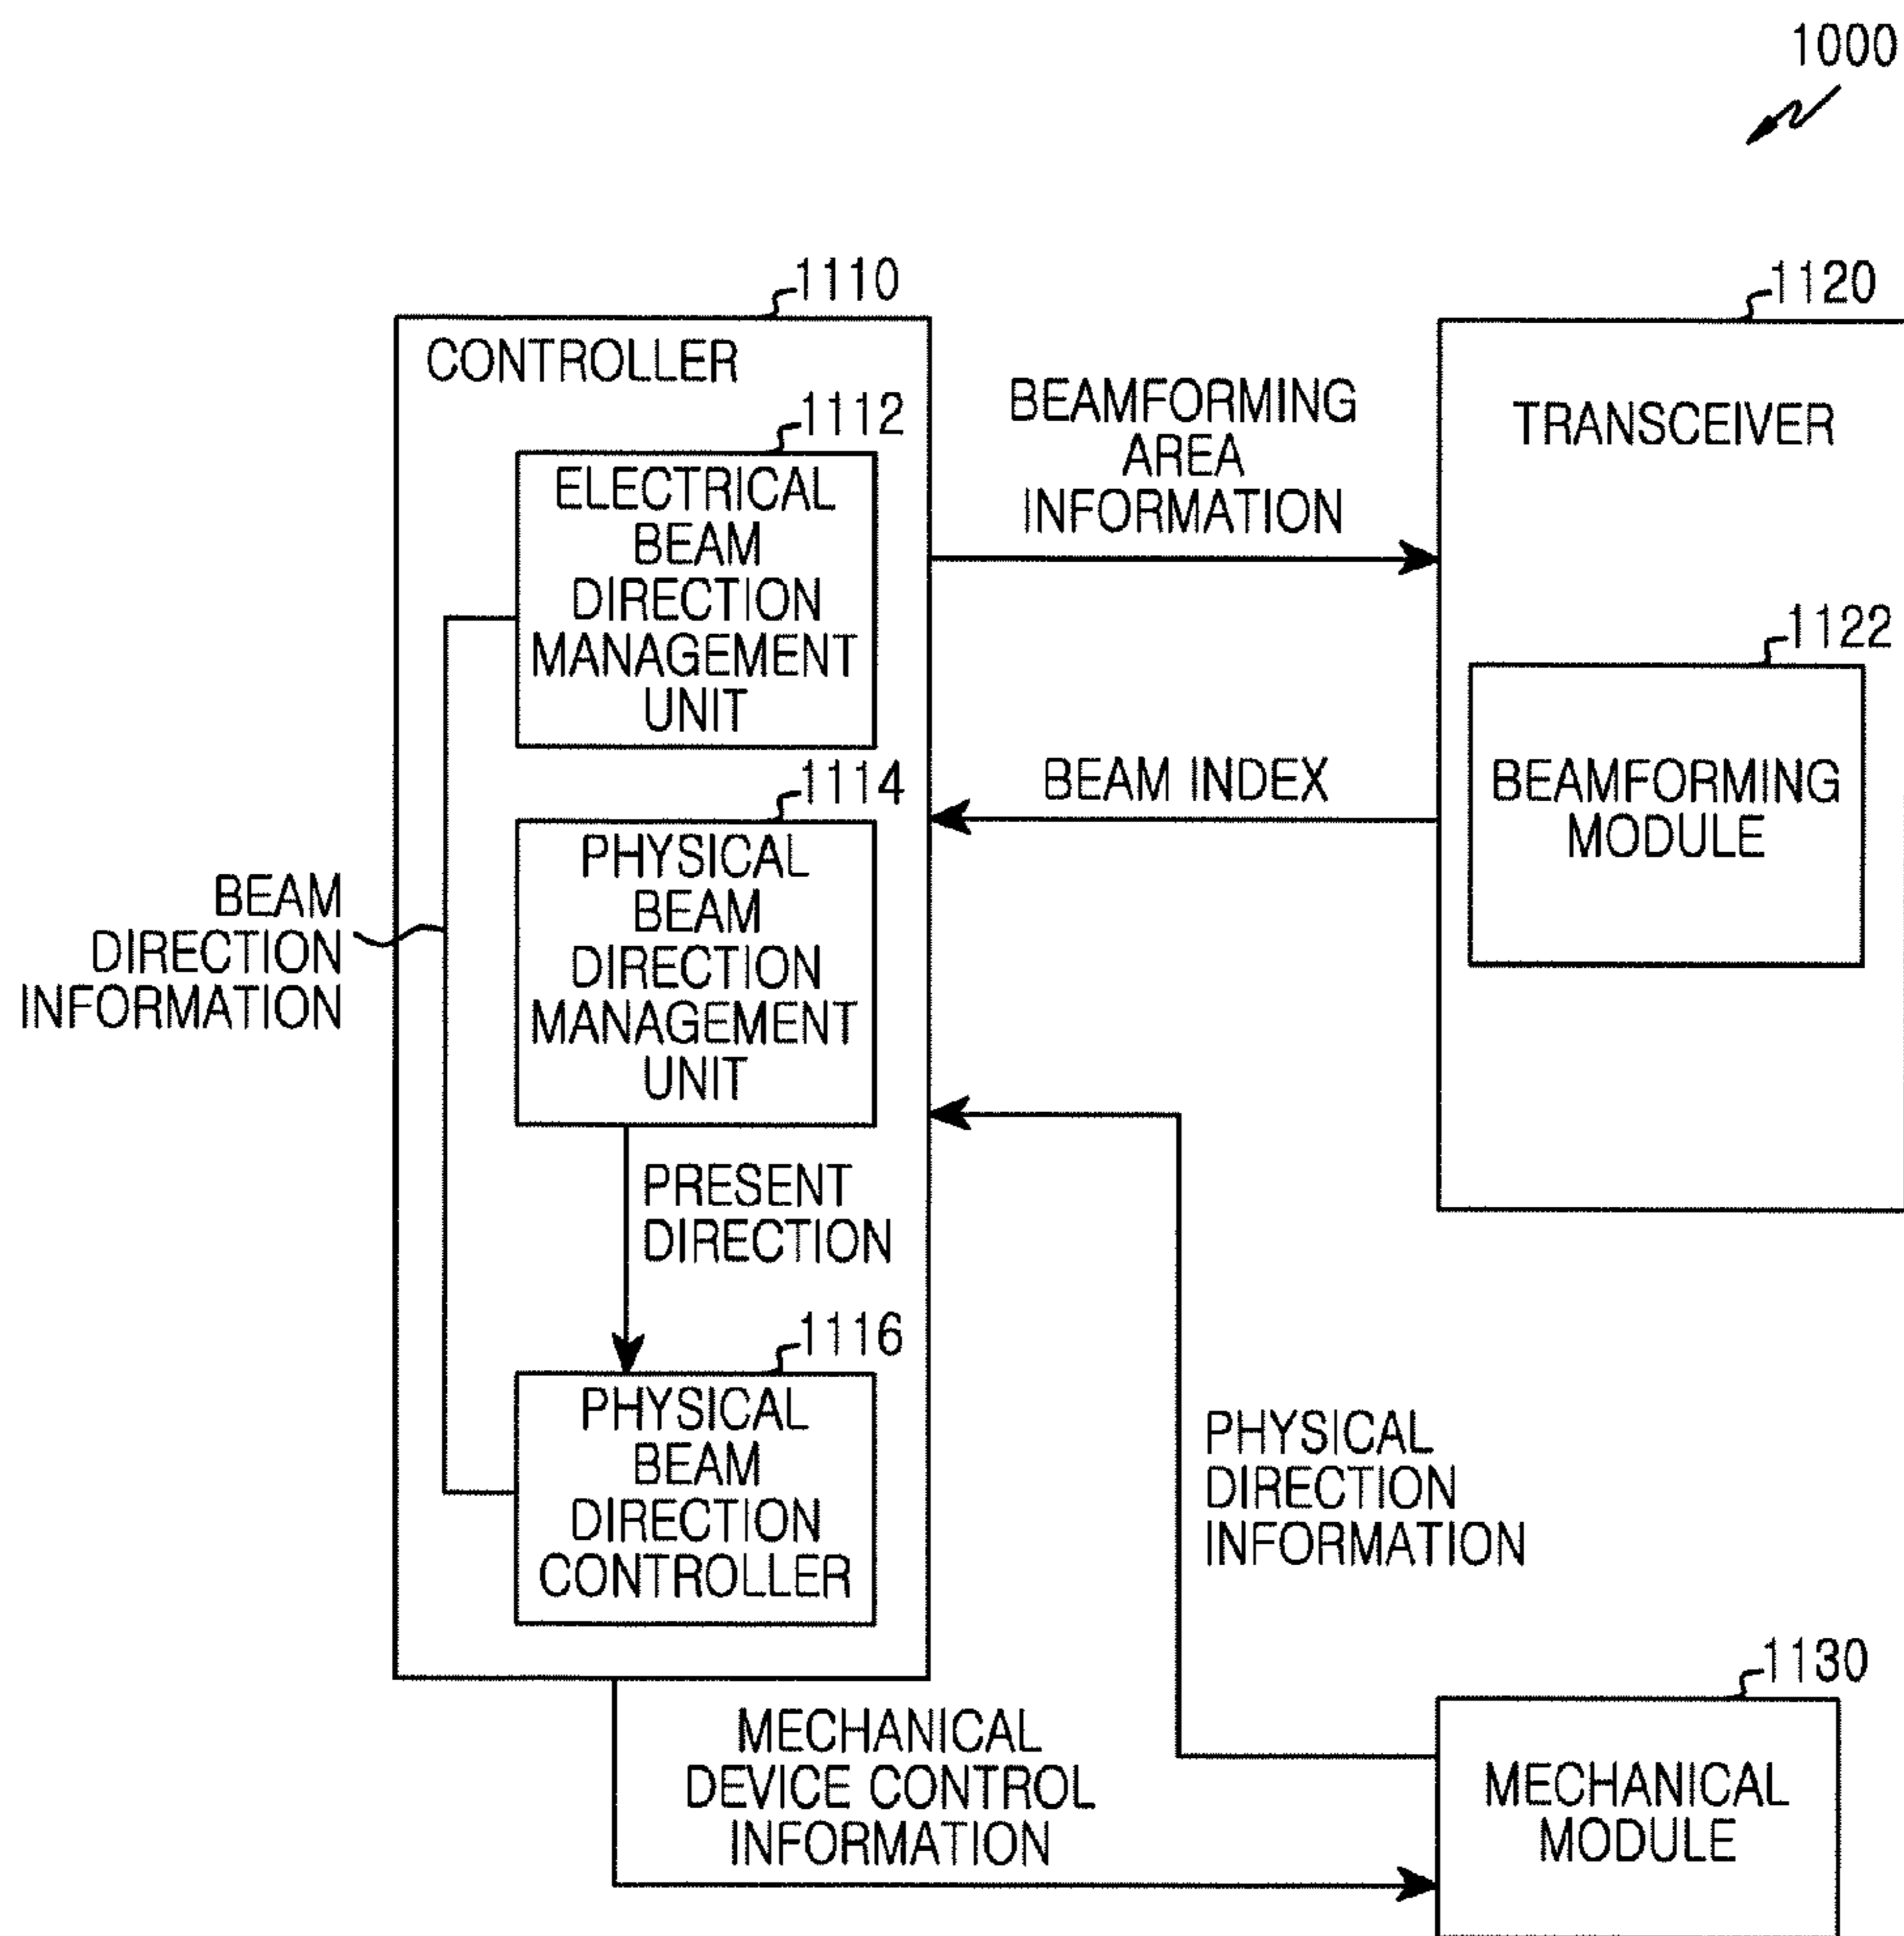 1000
1110
CONTROLLER
1112
ELECTRICAL
BEAM
DIRECTION
MANAGEMENT
UNIT
1114
PHYSICAL
BEAM
DIRECTION
MANAGEMENT
UNIT
PRESENT
DIRECTION
1116
PHYSICAL
BEAM
DIRECTION
CONTROLLER
BEAM
DIRECTION
INFORMATION
BEAMFORMING
AREA
INFORMATION
BEAM INDEX
1120
TRANSCEIVER
1122
BEAMFORMING
MODULE
PHYSICAL
DIRECTION
INFORMATION
MECHANICAL
DEVICE CONTROL
INFORMATION
1130
MECHANICAL
MODULE